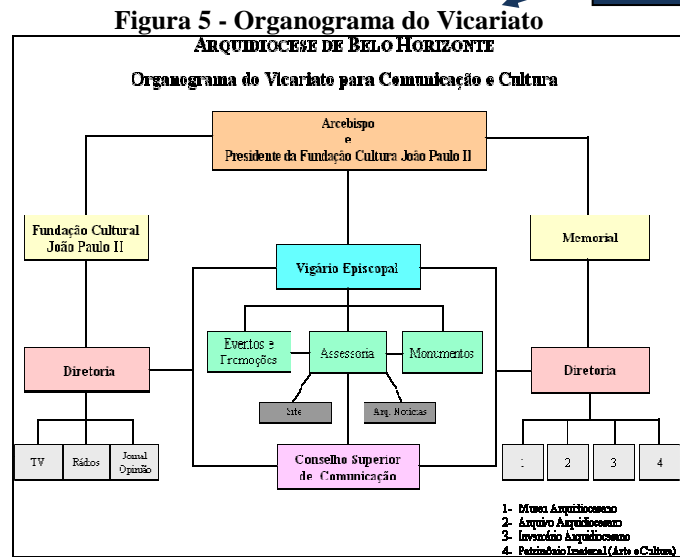 Figura 5 - Organograma do Vicariato
ARQUIDIOCESE DE BELO HORIZONTE
Organograma do Vicariato para Comunicação e Cultura
Arcebispo
e
Presidente da Fundação Cultura João Paulo II
Fundação Cultural
João Paulo II
Memorial
Vigário Episcopal
Eventos e
Promoções
Assessoria
Monumentos
Diretoria
Diretoria
Site
Arq. Notícias
TV
Rádios
Jornal
Opinião
Conselho Superior
de Comunicação
1
2
3
4
1- Museu Arquidiocesano
2- Arquivo Arquidiocesano
3- Inventário Arquidiocesano
4- Patrimônio Imaterial (Arte e Cultura)